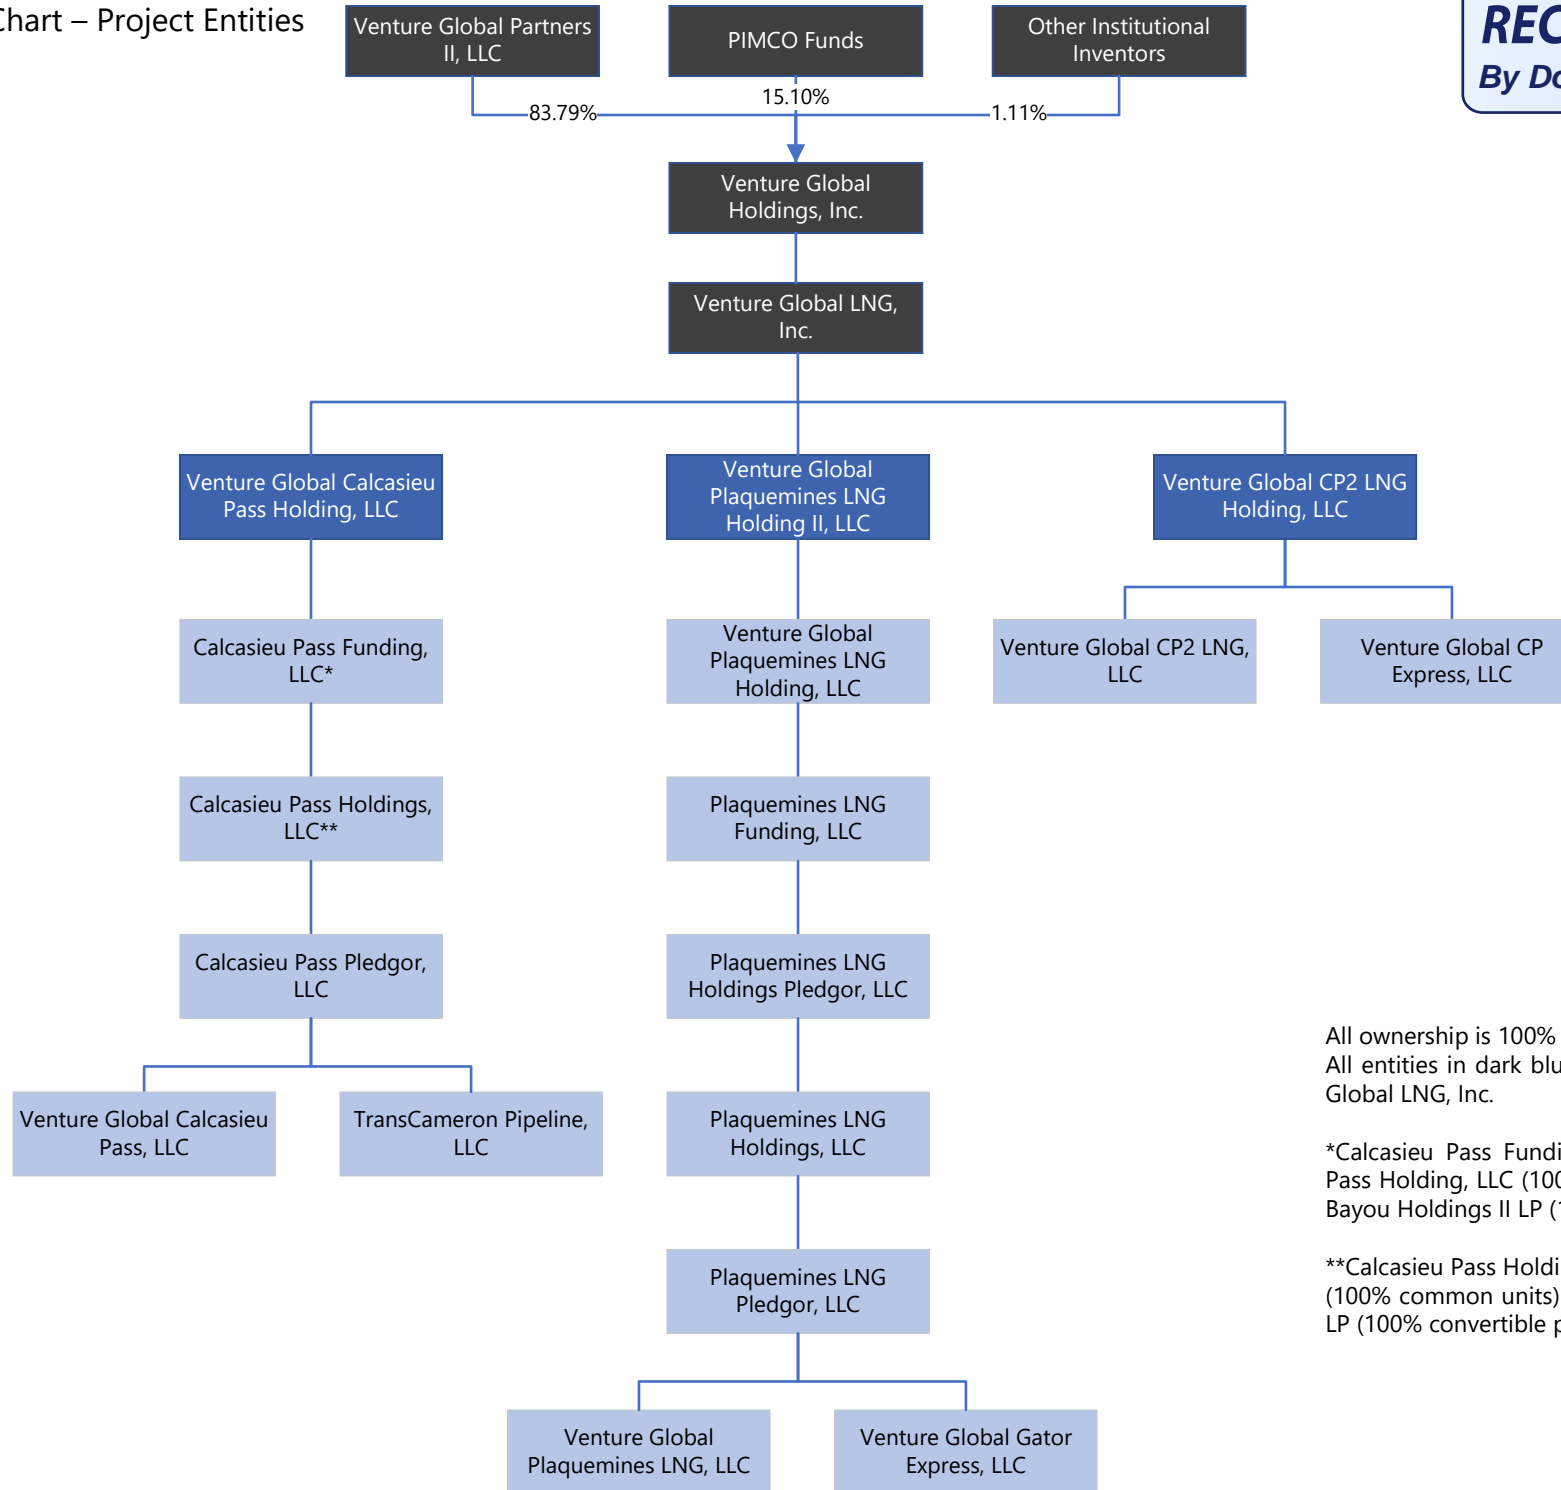 Chart – Project Entities
Venture Global Partners
II, LLC
PIMCO Funds
Other Institutional
Inventors
By
83.79%
15.10%
1.11%
Venture Global
Holdings, Inc.
Venture Global LNG,
Inc.
Venture Global Calcasieu
Pass Holding, LLC
Venture Global
Plaquemines LNG
Holding II, LLC
Venture Global CP2 LNG
Holding, LLC
Calcasieu Pass Funding,
LLC*
Venture Global
Plaquemines LNG
Holding, LLC
Venture Global CP2 LNG,
LLC
Venture Global CP
Express, LLC
Calcasieu Pass Holdings,
LLC**
Plaquemines LNG
Funding, LLC
Calcasieu Pass Pledgor,
LLC
Plaquemines LNG
Holdings Pledgor, LLC
Venture Global Calcasieu
Pass, LLC
TransCameron Pipeline,
LLC
Plaquemines LNG
Holdings, LLC
Plaquemines LNG
Pledgor, LLC
Venture Global
Plaquemines LNG, LLC
Venture Global Gator
Express, LLC
All ownership is 100%
All entities in dark
Global LNG, Inc.
*Calcasieu Pass
Pass Holding, LLC
Bayou Holdings II LP
**Calcasieu Pass
(100% common units)
LP (100% convertible